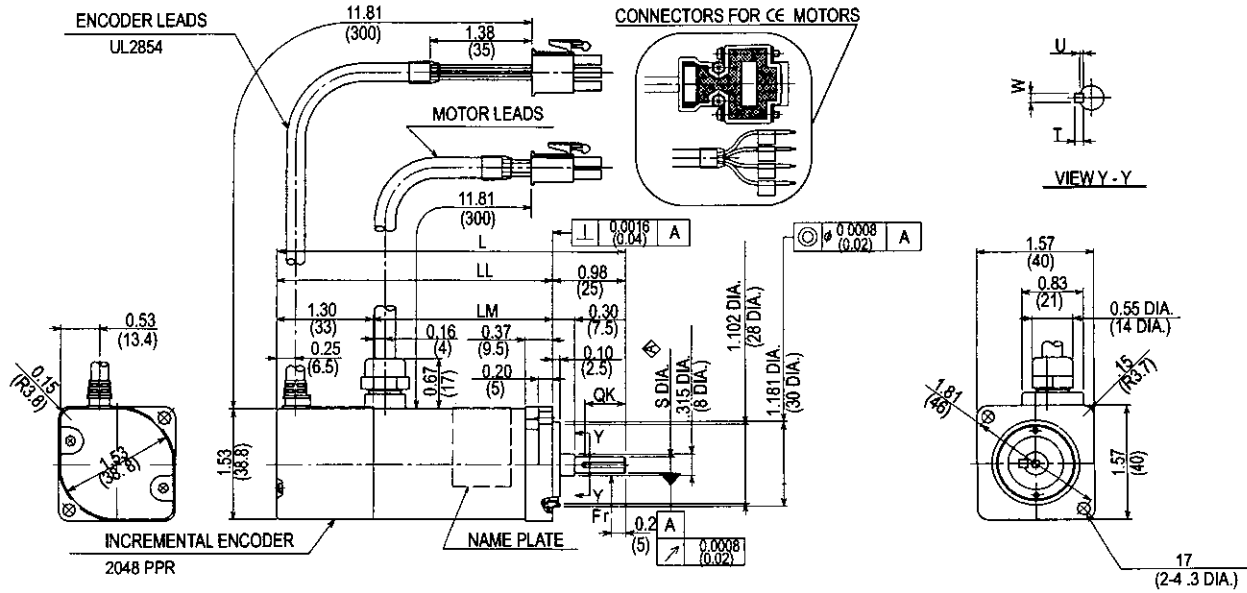 ENCODER LEADS
UL2854
11.81
(300)
1.38
(35)
CONNECTORS FOR CE MOTORS
MOTOR LEADS
11.81
(300)
U
W
T
VIEW Y - Y
⊥ 0.0016 (0.04) A
◎ ø 0.0008 (0.02) A
L
LL
0.98
(25)
1.30
(33)
LM
0.30
(7.5)
0.53
(13.4)
0.25
(6.5)
0.16
(4)
0.37
(9.5)
0.10
(2.5)
0.67
(17)
0.20
(5)
A
QK
S DIA.
.315 DIA.
(8 DIA.)
1.102 DIA.
(28 DIA.)
1.181 DIA.
(30 DIA.)
1.57
(40)
0.83
(21)
0.55 DIA.
(14 DIA.)
0.15
(R3.8)
1.53
(38.8)
1.53
(38.8)
Y
Y
Fr
0.2
(5)
A
↗ 0.0008 (0.02)
1.81
(46)
15
(R3.7)
1.57
(40)
INCREMENTAL ENCODER
2048 PPR
NAME PLATE
17
(2-4 .3 DIA.)